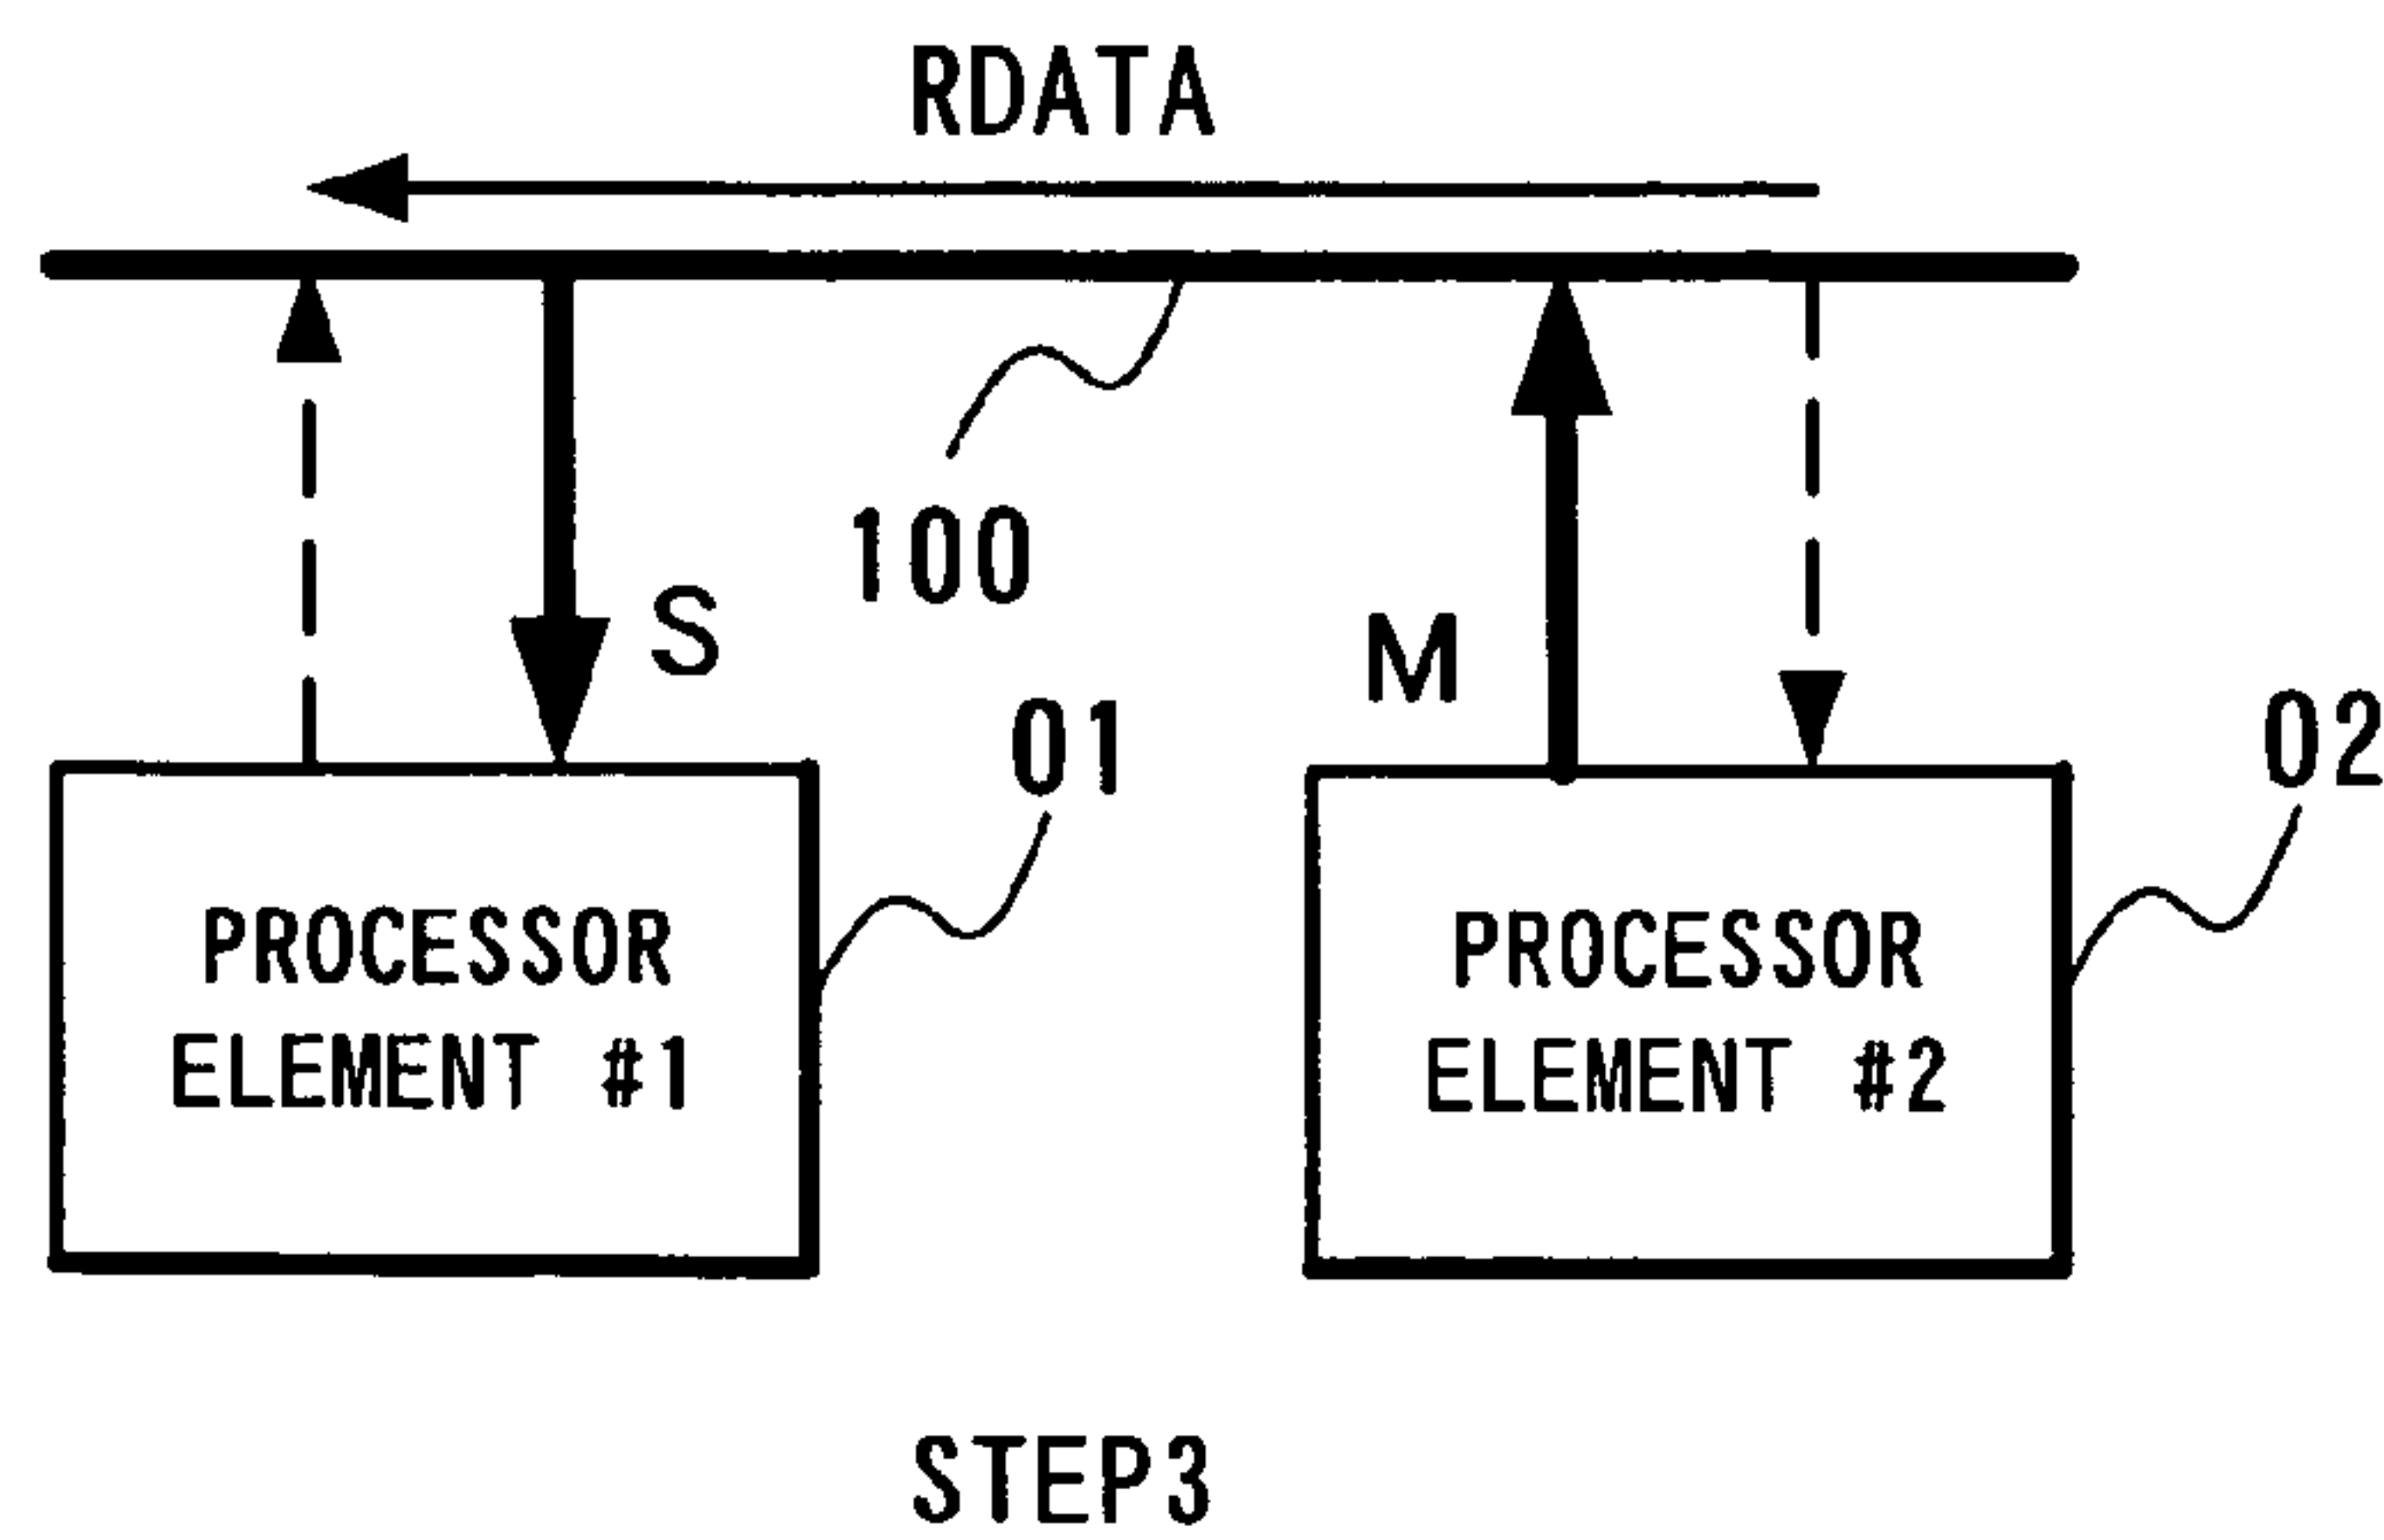 RDATA
100
S
M
01
02
PROCESSOR
ELEMENT #1
PROCESSOR
ELEMENT #2
STEP3